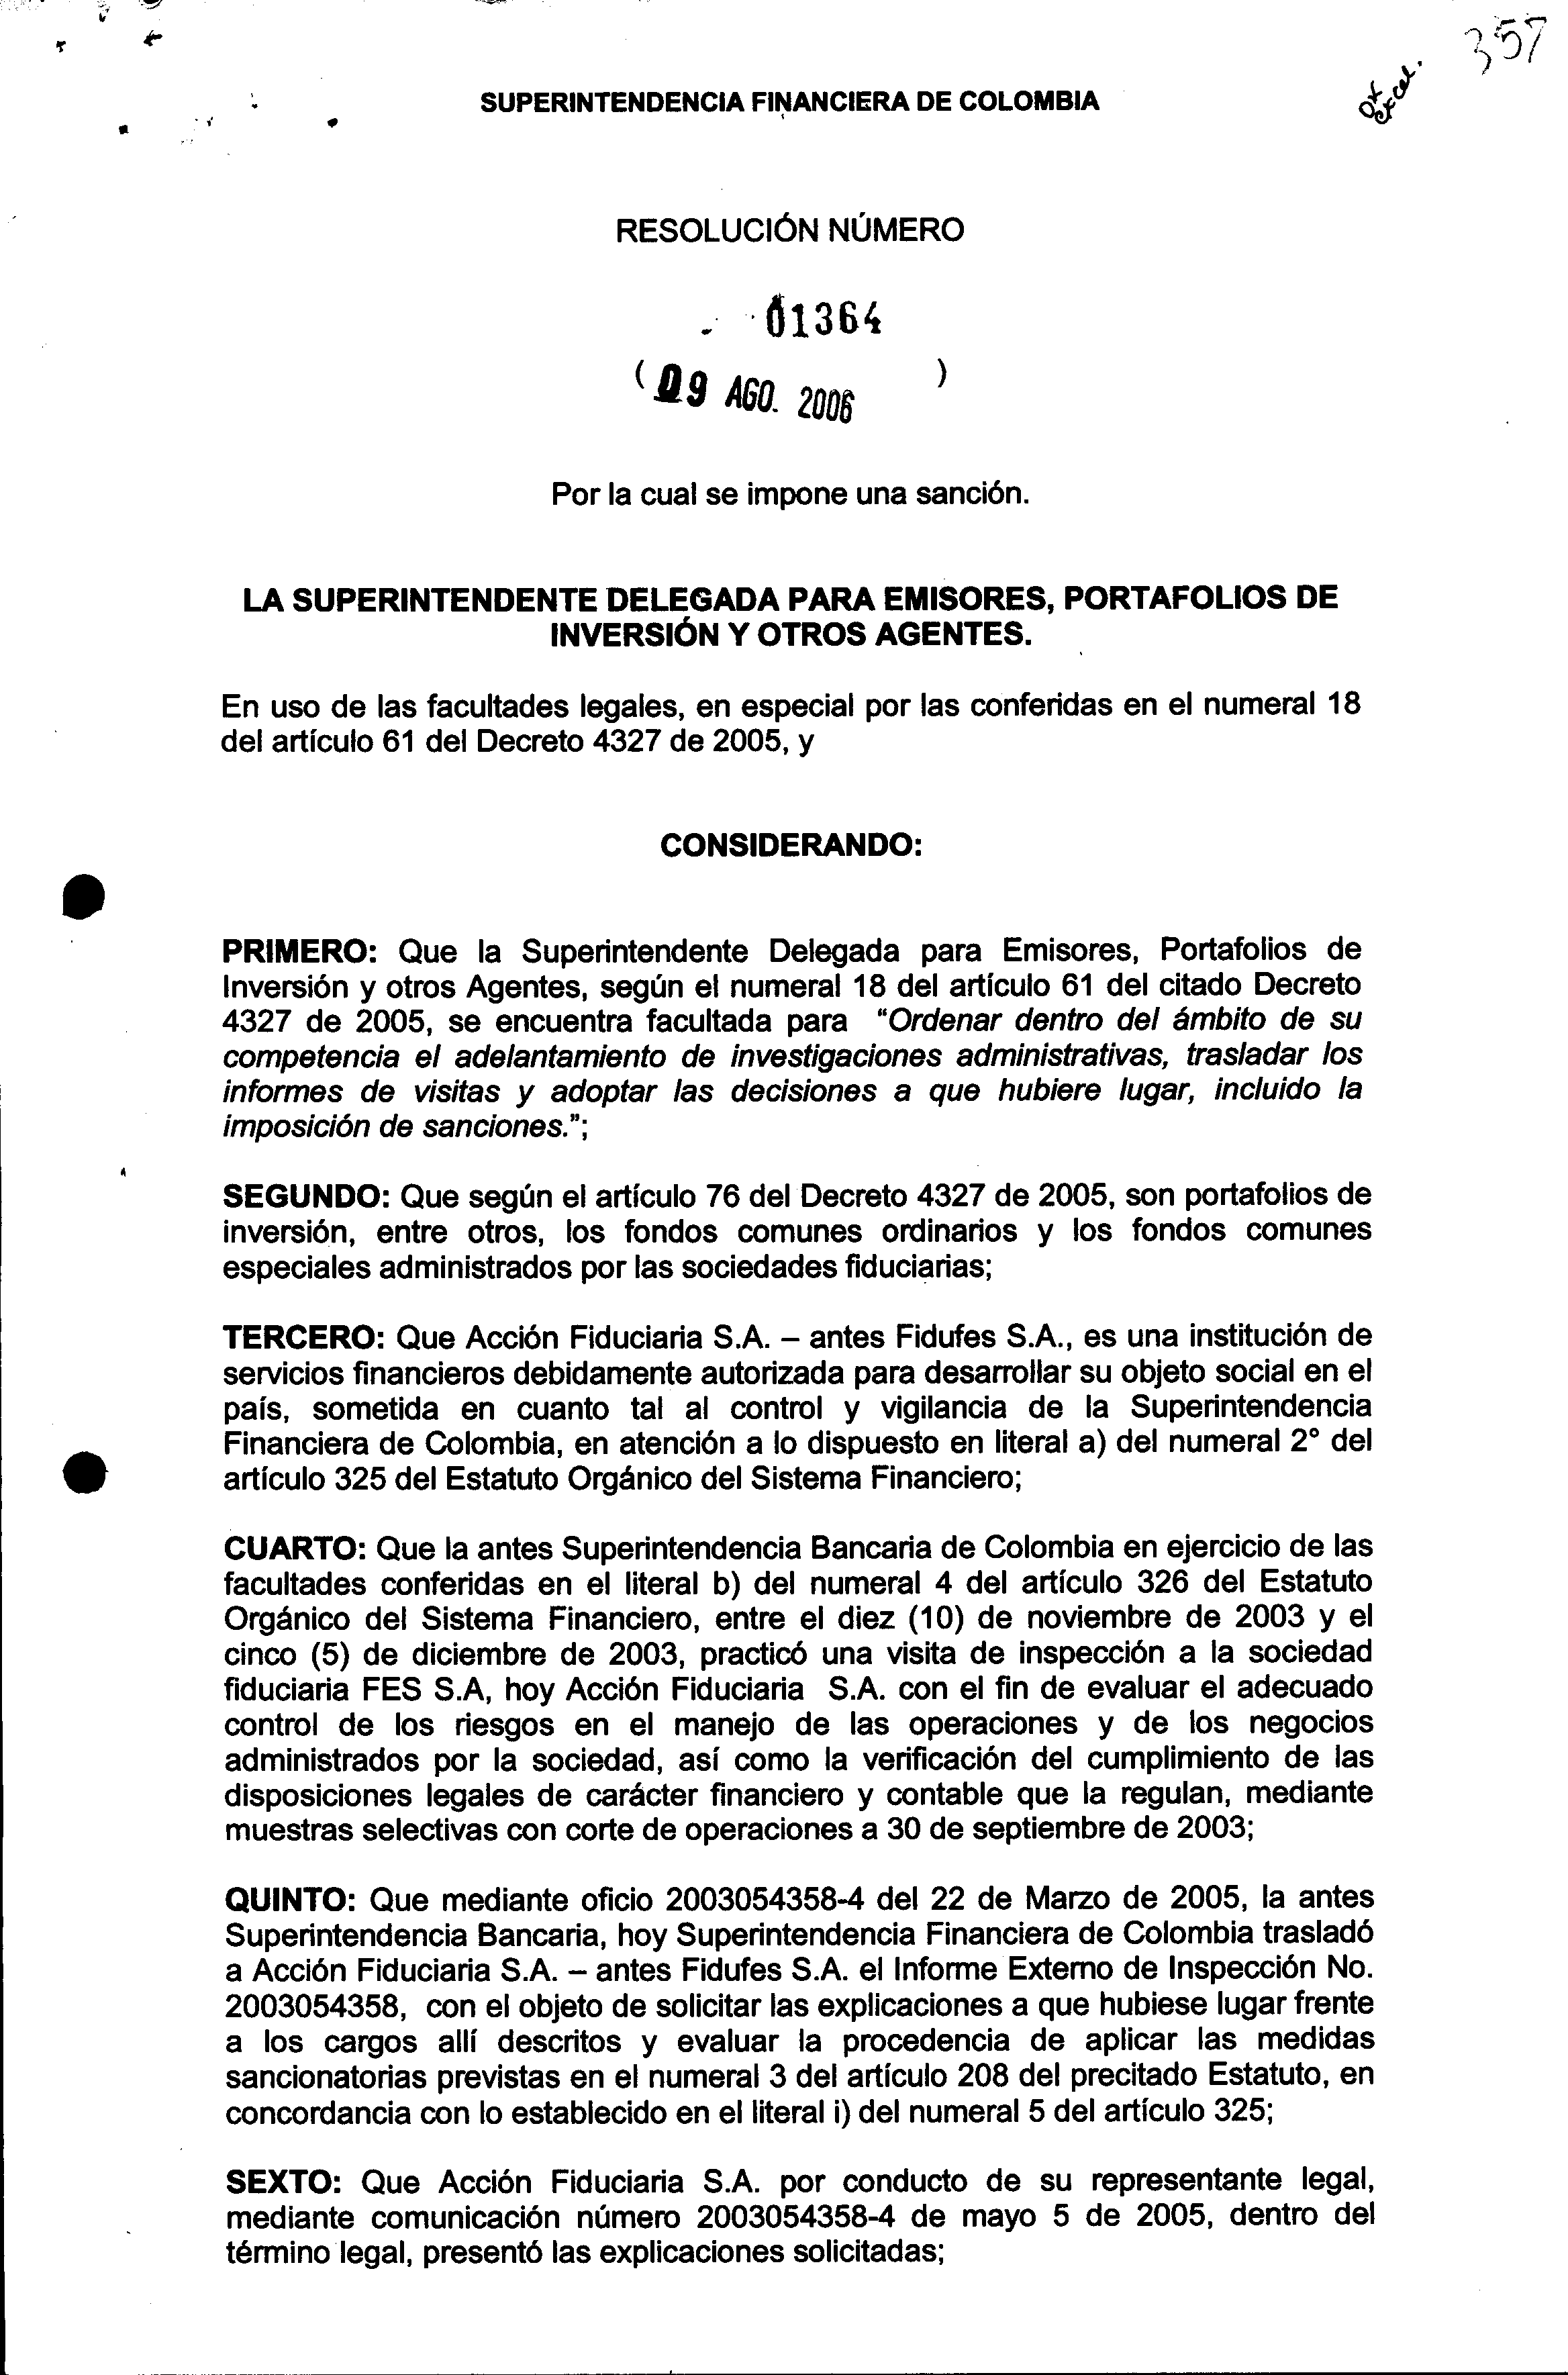 357
OK
excel.
SUPERINTENDENCIA FINANCIERA DE COLOMBIA
RESOLUCIÓN NÚMERO
01364
( 09 AGO. 2006 )
Por la cual se impone una sanción.
LA SUPERINTENDENTE DELEGADA PARA EMISORES, PORTAFOLIOS DE
INVERSIÓN Y OTROS AGENTES.
En uso de las facultades legales, en especial por las conferidas en el numeral 18
del artículo 61 del Decreto 4327 de 2005, y
CONSIDERANDO:
PRIMERO: Que la Superintendente Delegada para Emisores, Portafolios de
Inversión y otros Agentes, según el numeral 18 del artículo 61 del citado Decreto
4327 de 2005, se encuentra facultada para "Ordenar dentro del ámbito de su
competencia el adelantamiento de investigaciones administrativas, trasladar los
informes de visitas y adoptar las decisiones a que hubiere lugar, incluido la
imposición de sanciones.";
SEGUNDO: Que según el artículo 76 del Decreto 4327 de 2005, son portafolios de
inversión, entre otros, los fondos comunes ordinarios y los fondos comunes
especiales administrados por las sociedades fiduciarias;
TERCERO: Que Acción Fiduciaria S.A. – antes Fidufes S.A., es una institución de
servicios financieros debidamente autorizada para desarrollar su objeto social en el
país, sometida en cuanto tal al control y vigilancia de la Superintendencia
Financiera de Colombia, en atención a lo dispuesto en literal a) del numeral 2° del
artículo 325 del Estatuto Orgánico del Sistema Financiero;
CUARTO: Que la antes Superintendencia Bancaria de Colombia en ejercicio de las
facultades conferidas en el literal b) del numeral 4 del artículo 326 del Estatuto
Orgánico del Sistema Financiero, entre el diez (10) de noviembre de 2003 y el
cinco (5) de diciembre de 2003, practicó una visita de inspección a la sociedad
fiduciaria FES S.A, hoy Acción Fiduciaria S.A. con el fin de evaluar el adecuado
control de los riesgos en el manejo de las operaciones y de los negocios
administrados por la sociedad, así como la verificación del cumplimiento de las
disposiciones legales de carácter financiero y contable que la regulan, mediante
muestras selectivas con corte de operaciones a 30 de septiembre de 2003;
QUINTO: Que mediante oficio 2003054358-4 del 22 de Marzo de 2005, la antes
Superintendencia Bancaria, hoy Superintendencia Financiera de Colombia trasladó
a Acción Fiduciaria S.A. – antes Fidufes S.A. el Informe Externo de Inspección No.
2003054358, con el objeto de solicitar las explicaciones a que hubiese lugar frente
a los cargos allí descritos y evaluar la procedencia de aplicar las medidas
sancionatorias previstas en el numeral 3 del artículo 208 del precitado Estatuto, en
concordancia con lo establecido en el literal i) del numeral 5 del artículo 325;
SEXTO: Que Acción Fiduciaria S.A. por conducto de su representante legal,
mediante comunicación número 2003054358-4 de mayo 5 de 2005, dentro del
término legal, presentó las explicaciones solicitadas;